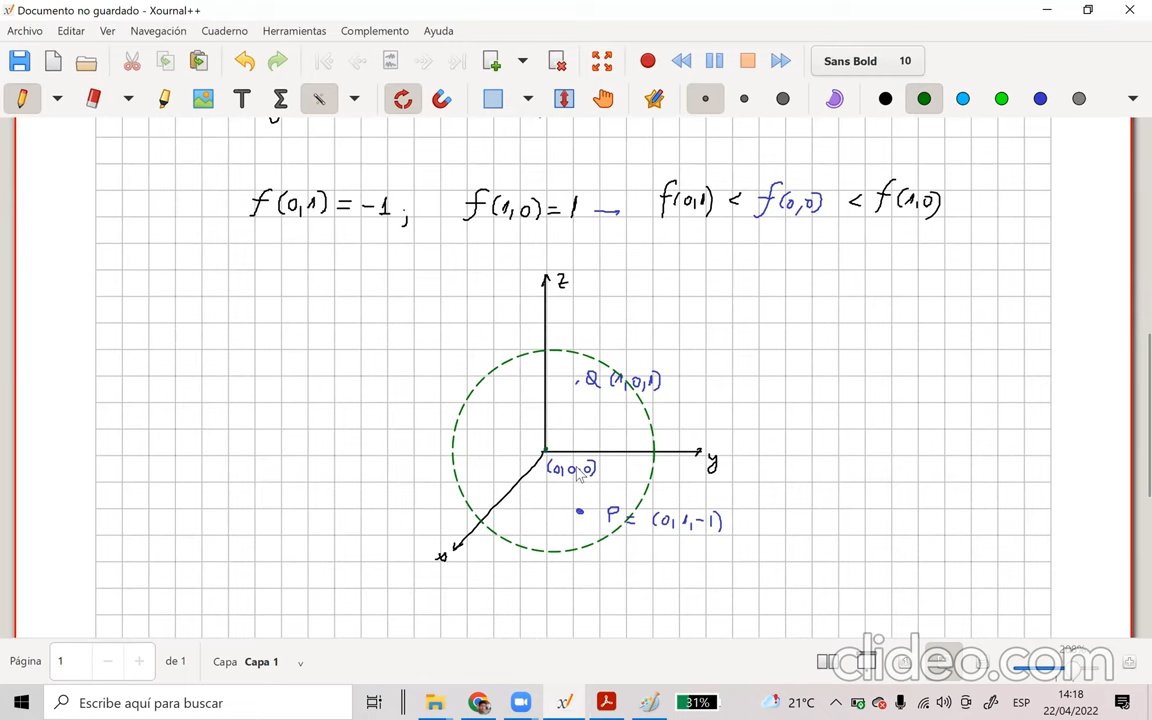 Documento no guardado - Xournal++
Archivo Editar Ver Navegación Cuaderno Herramientas Complemento Ayuda
Sans Bold 10
f(0,1) = -1 ; f(1,0) = 1 → f(0,1) < f(0,0) < f(1,0)
z
Q (1,0,1)
y
(0,0,0)
P = (0,1,-1)
x
Página 1 de 1 Capa Capa 1
clideo.com
Escribe aquí para buscar 31% 21°C ESP 14:18
22/04/2022